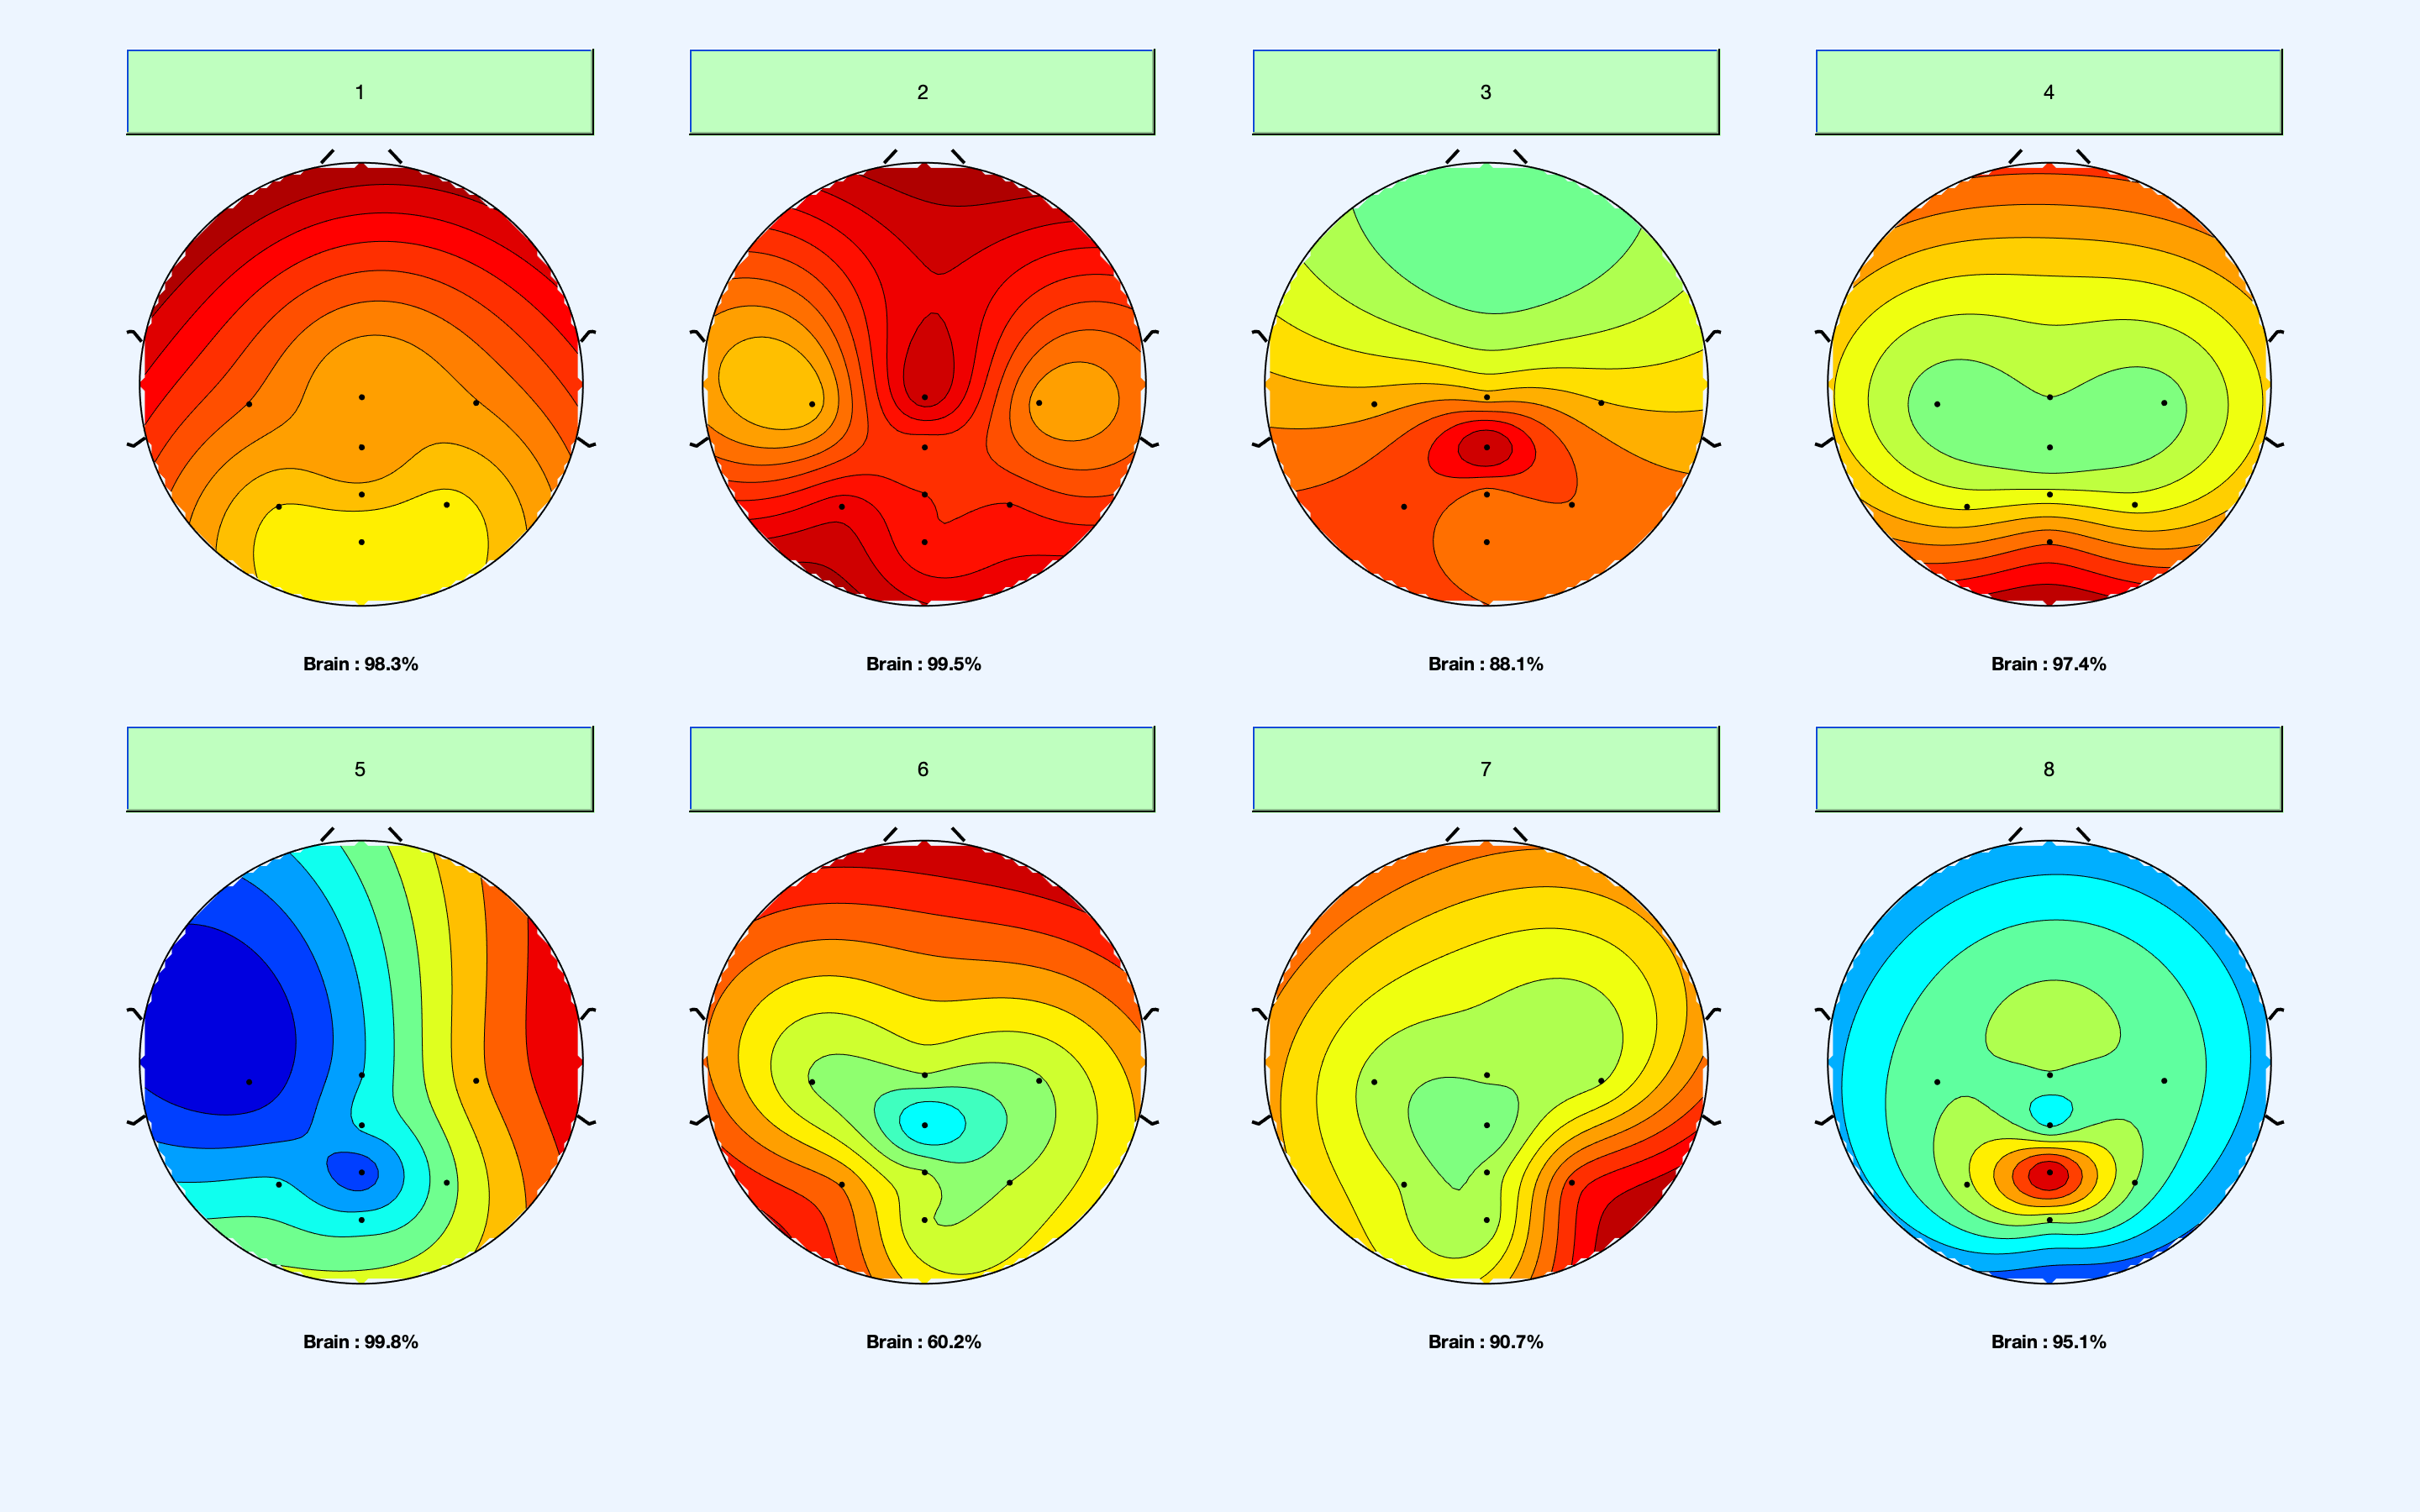 1
2
3
4
Brain : 98.3%
Brain : 99.5%
Brain : 88.1%
Brain : 97.4%
5
6
7
8
Brain : 99.8%
Brain : 60.2%
Brain : 90.7%
Brain : 95.1%